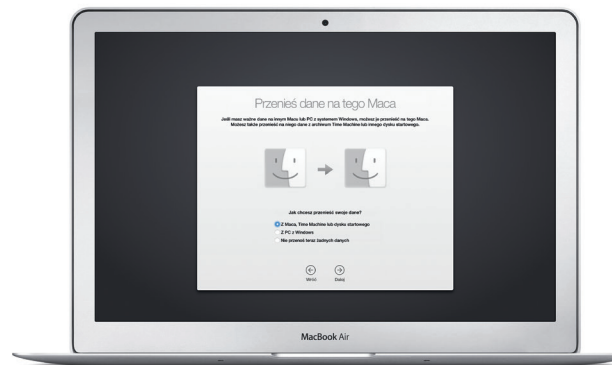 Przenieś dane na tego Maca
Jeśli masz ważne dane na innym Macu lub PC z systemem Windows, możesz je przenieść na tego Maca.
Możesz także przenieść na niego dane z archiwum Time Machine lub innego dysku startowego.
Jak chcesz przenieść swoje dane?
Z Maca, Time Machine lub dysku startowego
Z PC z Windows
Nie przenoś teraz żadnych danych
Wróć Dalej
MacBook Air